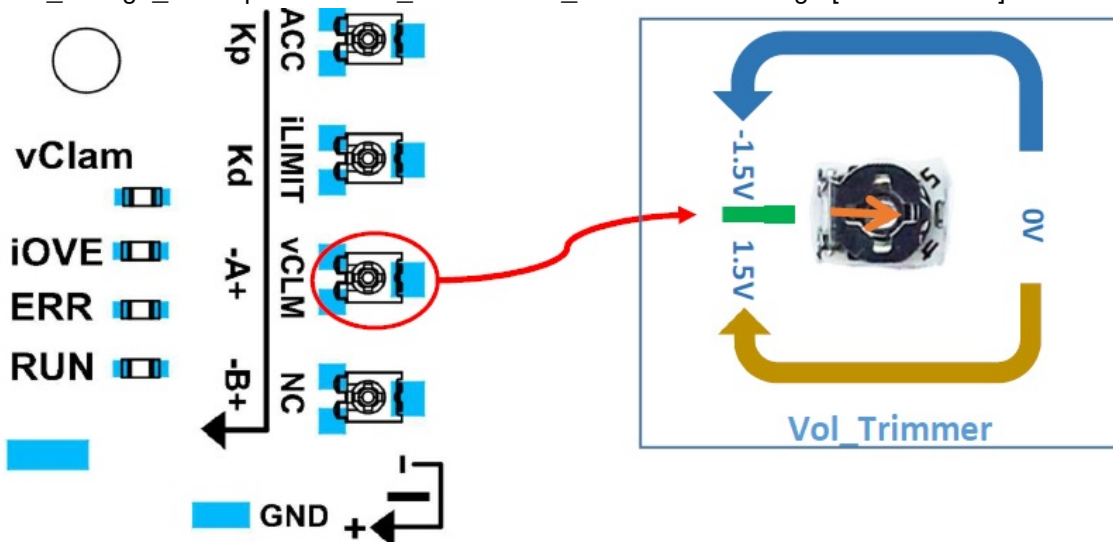 Kp
ACC
vClam
Kd
iLIMIT
iOVE
ERR
RUN
-A+
vCLM
-B+
NC
GND
+
-
-1.5V
1.5V
0V
Vol_Trimmer